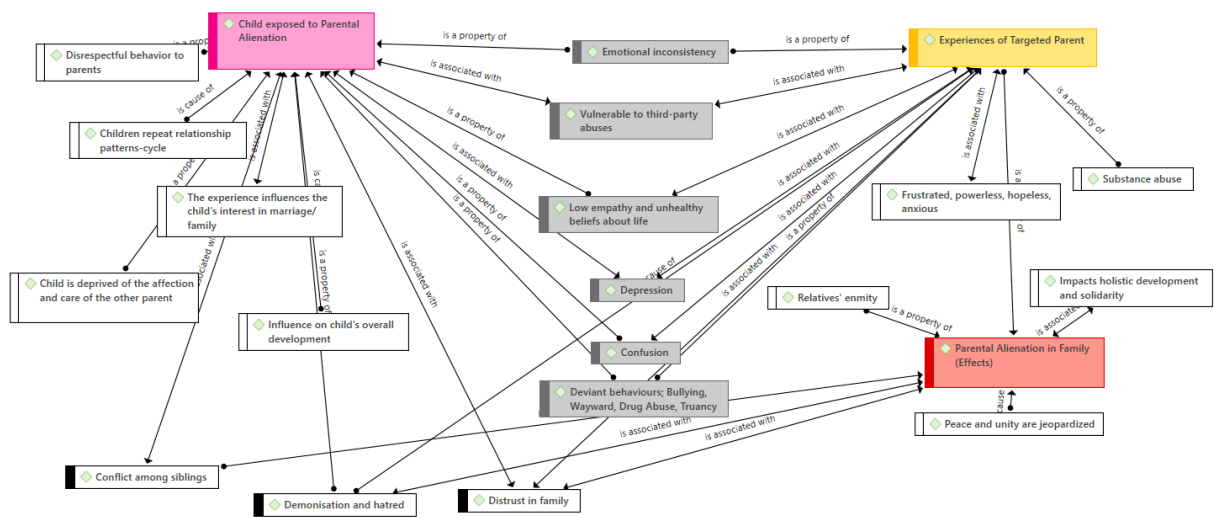 Child exposed to Parental
Alienation
Experiences of Targeted Parent
is a property of
Emotional inconsistency
is a property of
Disrespectful behavior to
parents
is associated with
is associated with
Vulnerable to third-party
abuses
is cause of
Children repeat relationship
patterns-cycle
is associated with
is a property of
is associated with
is associated with
is a property of
Substance abuse
The experience influences the
child's interest in marriage/
family
is associated with
is a property of
is a property of
Low empathy and unhealthy
beliefs about life
is associated with
is associated with
is associated with
is a property of
Frustrated, powerless, hopeless,
anxious
is associated with
Child is deprived of the affection
and care of the other parent
is a property of
Depression
cause of
Relatives' enmity
is a property of
Impacts holistic development
and solidarity
Influence on child's overall
development
Confusion
Parental Alienation in Family
(Effects)
Deviant behaviours; Bullying,
Wayward, Drug Abuse, Truancy
is associated with
is associated with
cause
Peace and unity are jeopardized
Conflict among siblings
Demonisation and hatred
Distrust in family